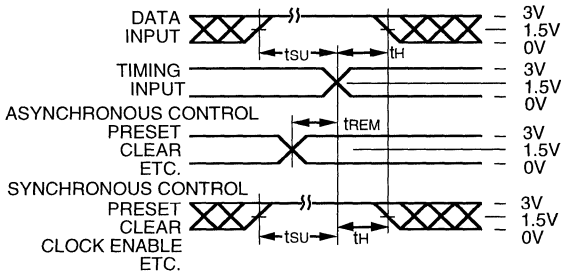 DATA
INPUT
3V
1.5V
0V
tSU
tH
TIMING
INPUT
3V
1.5V
0V
ASYNCHRONOUS CONTROL
PRESET
CLEAR
ETC.
tREM
3V
1.5V
0V
SYNCHRONOUS CONTROL
PRESET
CLEAR
CLOCK ENABLE
ETC.
3V
1.5V
0V
tSU
tH